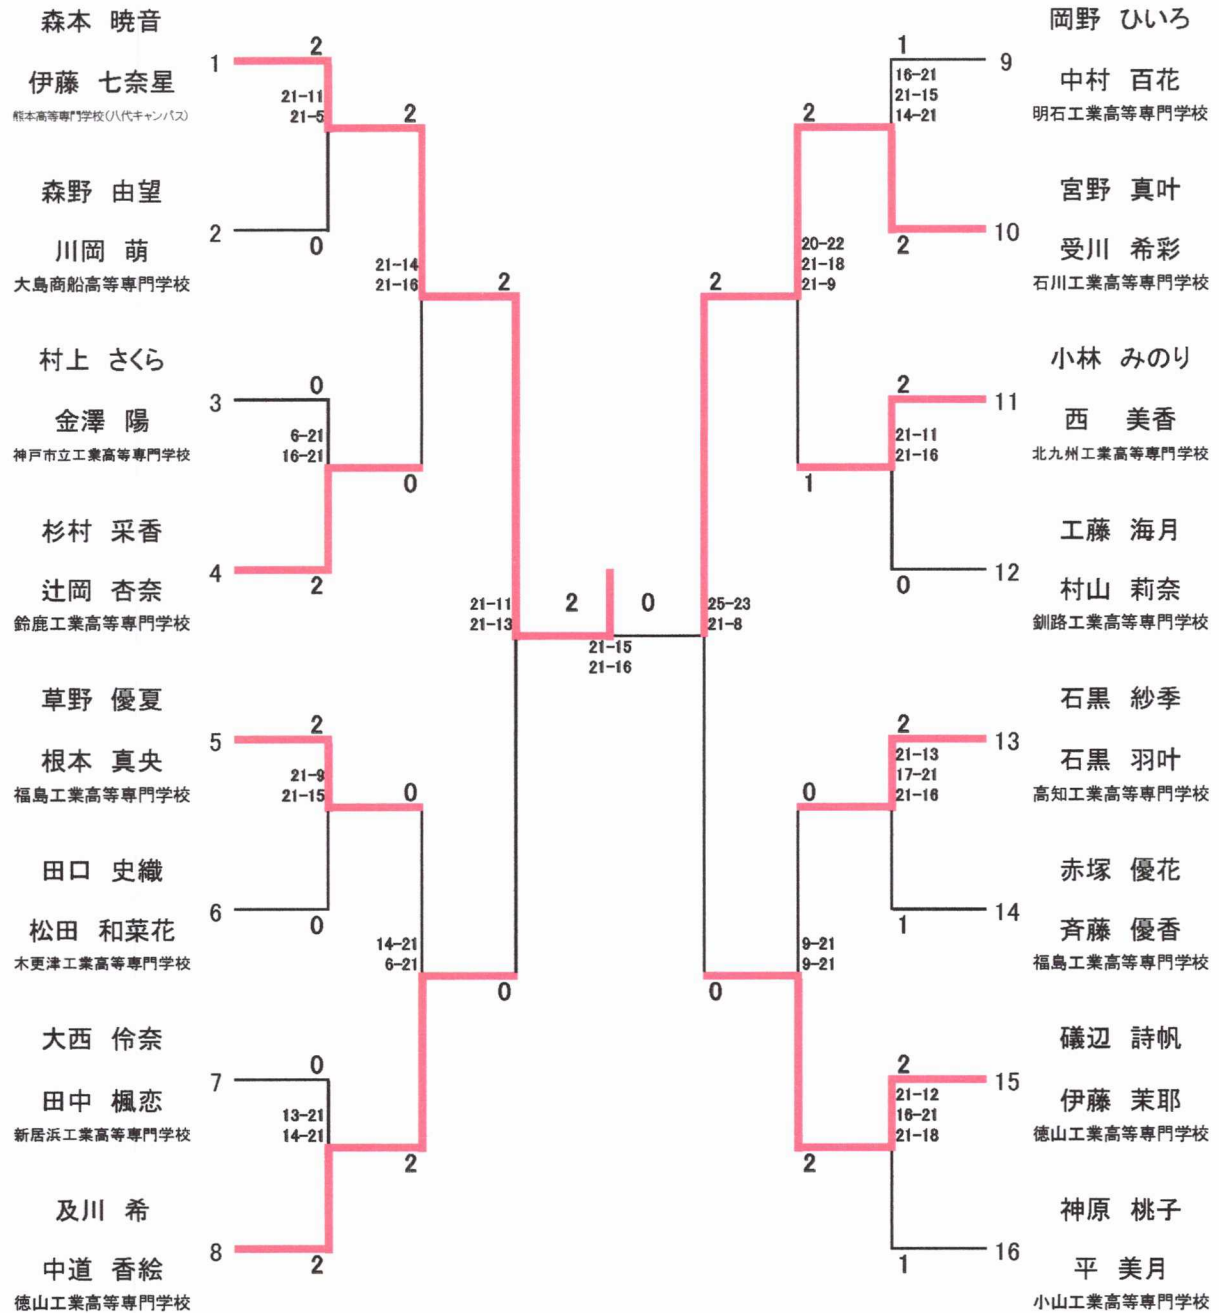 森本 暁音
2
1
伊藤 七奈星
21-11
21-5
熊本高等専門学校(八代キャンパス)
2
森野 由望
2
0
川岡 萌
大島商船高等専門学校
21-14
21-16
2
村上 さくら
0
3
金澤 陽
6-21
16-21
神戸市立工業高等専門学校
0
杉村 采香
4
2
辻岡 杏奈
鈴鹿工業高等専門学校
21-11
21-13
2
0
21-15
21-16
草野 優夏
2
5
根本 真央
21-9
21-15
福島工業高等専門学校
0
田口 史織
6
0
松田 和菜花
木更津工業高等専門学校
14-21
6-21
0
大西 伶奈
0
7
田中 楓恋
13-21
14-21
新居浜工業高等専門学校
2
及川 希
8
2
中道 香絵
徳山工業高等専門学校
岡野 ひいろ
1
9
16-21
21-15
14-21
中村 百花
明石工業高等専門学校
2
宮野 真叶
2
10
受川 希彩
石川工業高等専門学校
20-22
21-18
21-9
2
小林 みのり
2
11
21-11
21-16
西 美香
北九州工業高等専門学校
1
工藤 海月
0
12
村山 莉奈
釧路工業高等専門学校
25-23
21-8
石黒 紗季
2
13
21-13
17-21
21-16
石黒 羽叶
高知工業高等専門学校
0
赤塚 優花
1
14
斉藤 優香
福島工業高等専門学校
9-21
9-21
0
礒辺 詩帆
2
15
21-12
16-21
21-18
伊藤 茉耶
徳山工業高等専門学校
2
神原 桃子
1
16
平 美月
小山工業高等専門学校